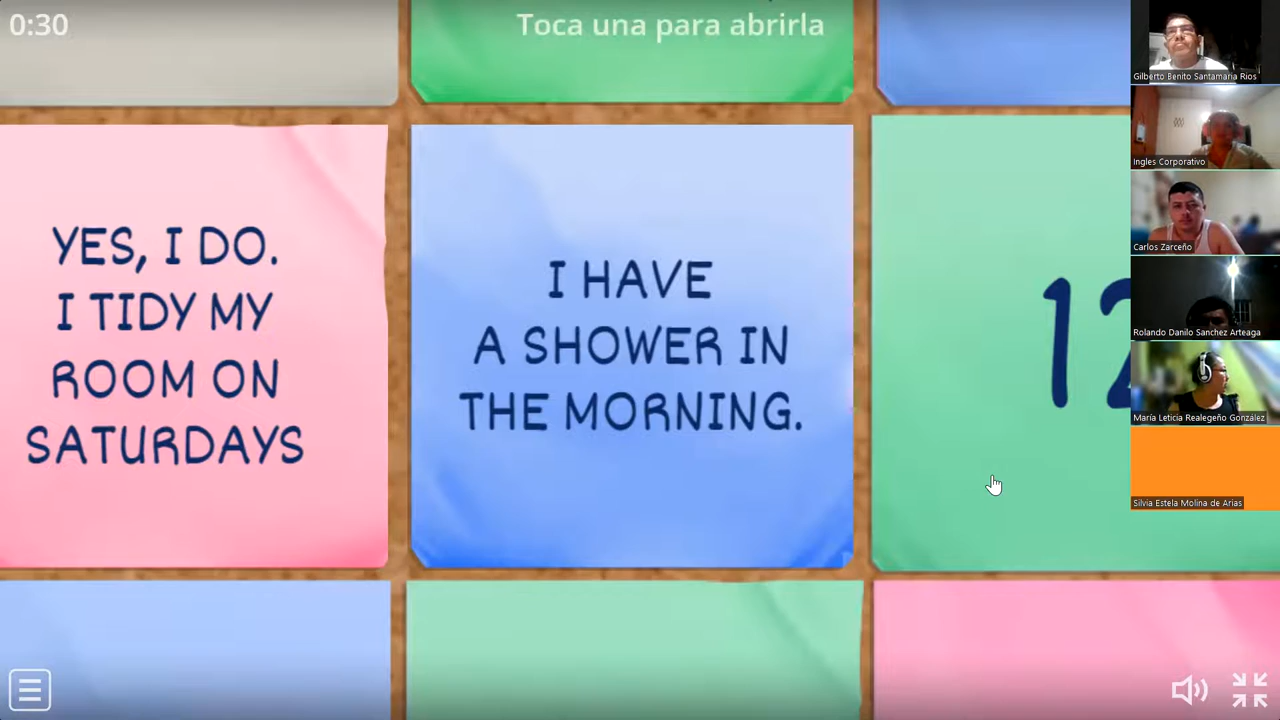 0:30
Toca una para abrirla
YES, I DO.
I TIDY MY
ROOM ON
SATURDAYS
I HAVE
A SHOWER IN
THE MORNING.
12
Gilberto Benito Santamaria Rios
Ingles Corporativo
Carlos Zarceño
Rolando Danilo Sanchez Arteaga
María Leticia Realegeño González
Silvia Estela Molina de Arias